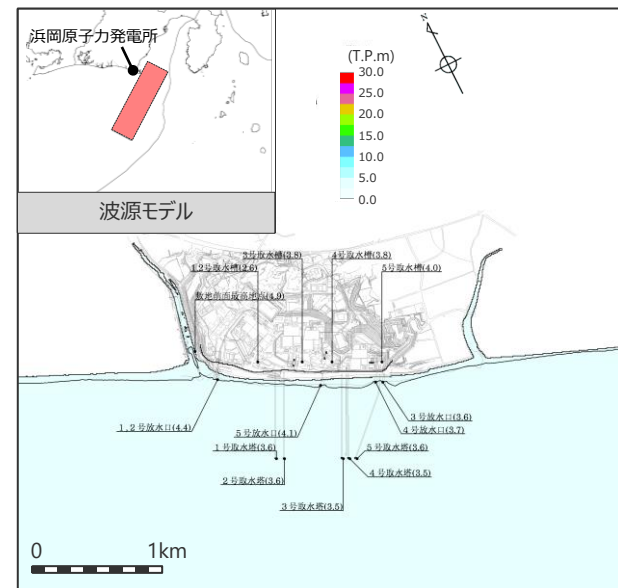 浜岡原子力発電所
波源モデル
(T.P.m)
30.0
25.0
20.0
15.0
10.0
5.0
0.0
N
3号取水槽(3.8)
4号取水槽(3.8)
1,2号取水槽(2.6)
5号取水槽(4.0)
敷地前面最高地点(4.9)
1,2号放水口(4.4)
5号放水口(4.1)
3号放水口(3.6)
4号放水口(3.7)
1号取水塔(3.6)
5号取水塔(3.6)
2号取水塔(3.6)
4号取水塔(3.5)
3号取水塔(3.5)
0 1km